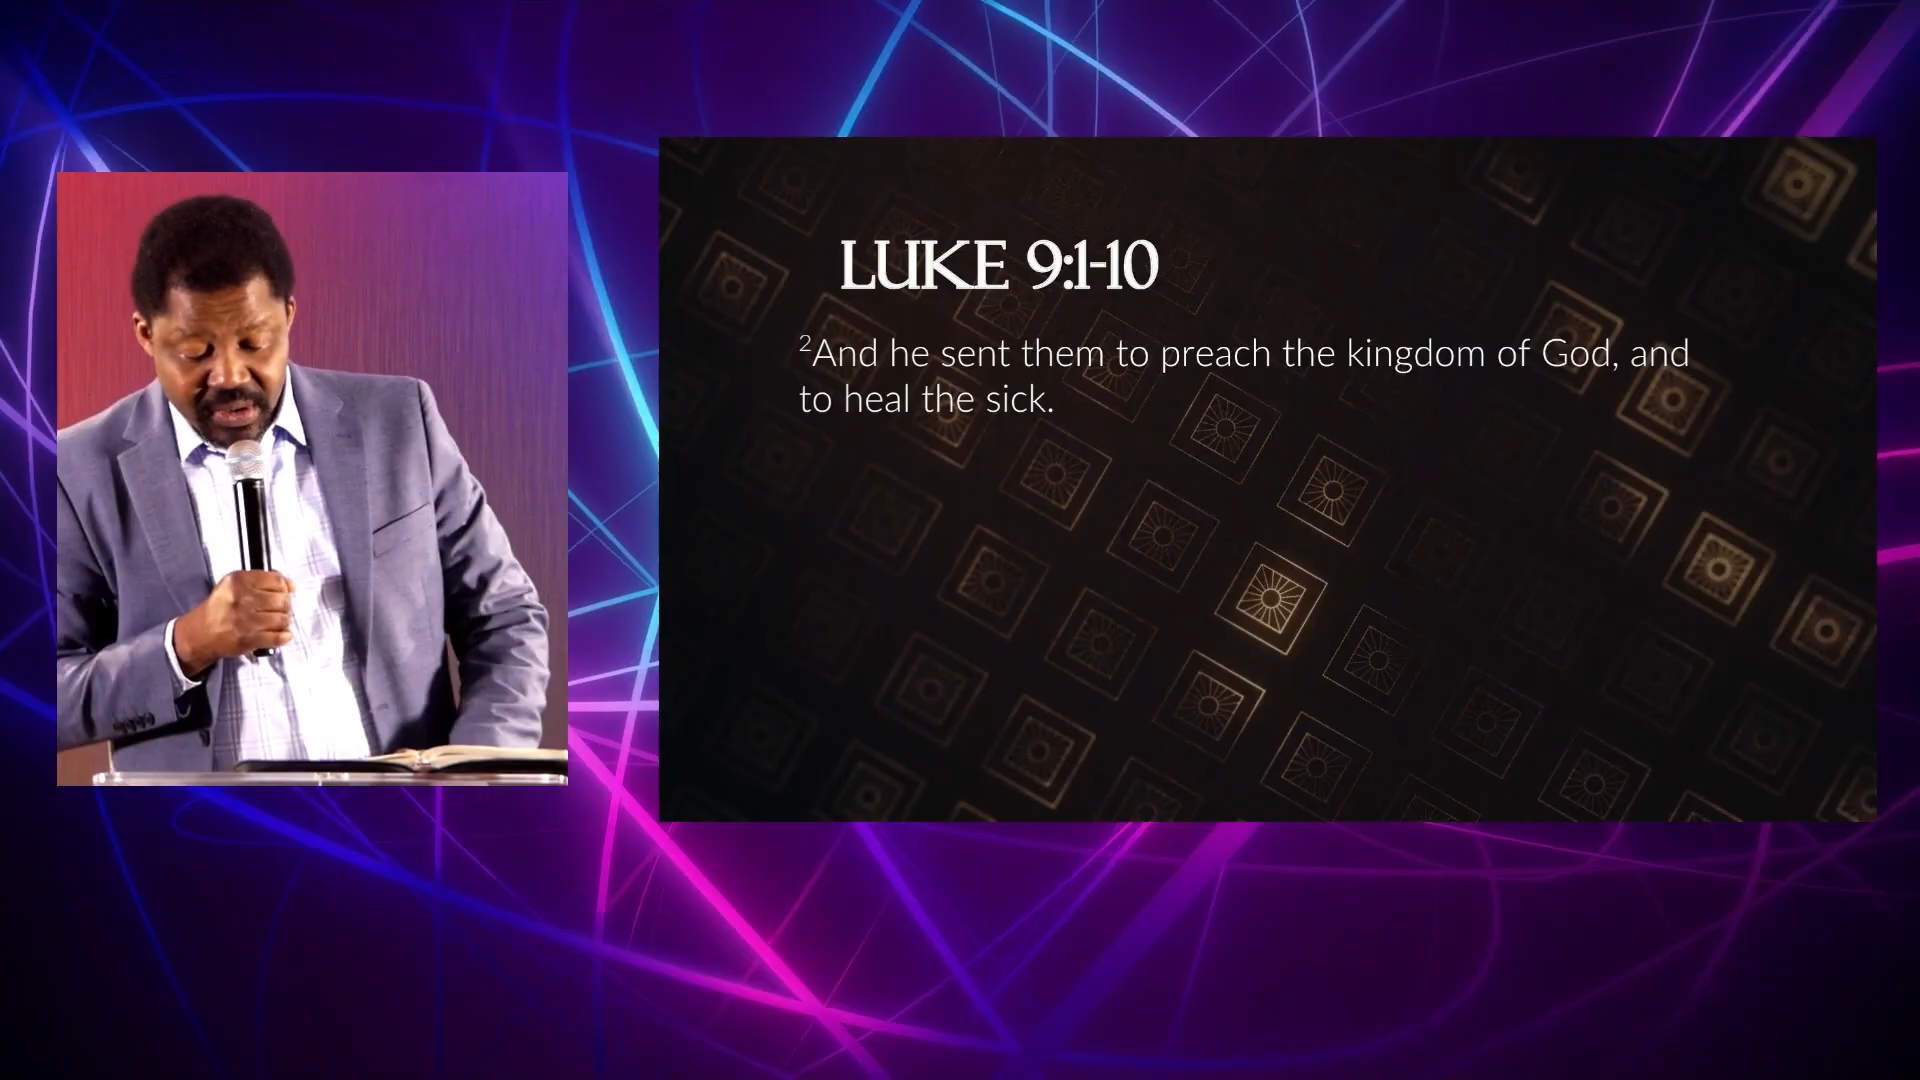 LUKE 9:1-10
²And he sent them to preach the kingdom of God, and
to heal the sick.